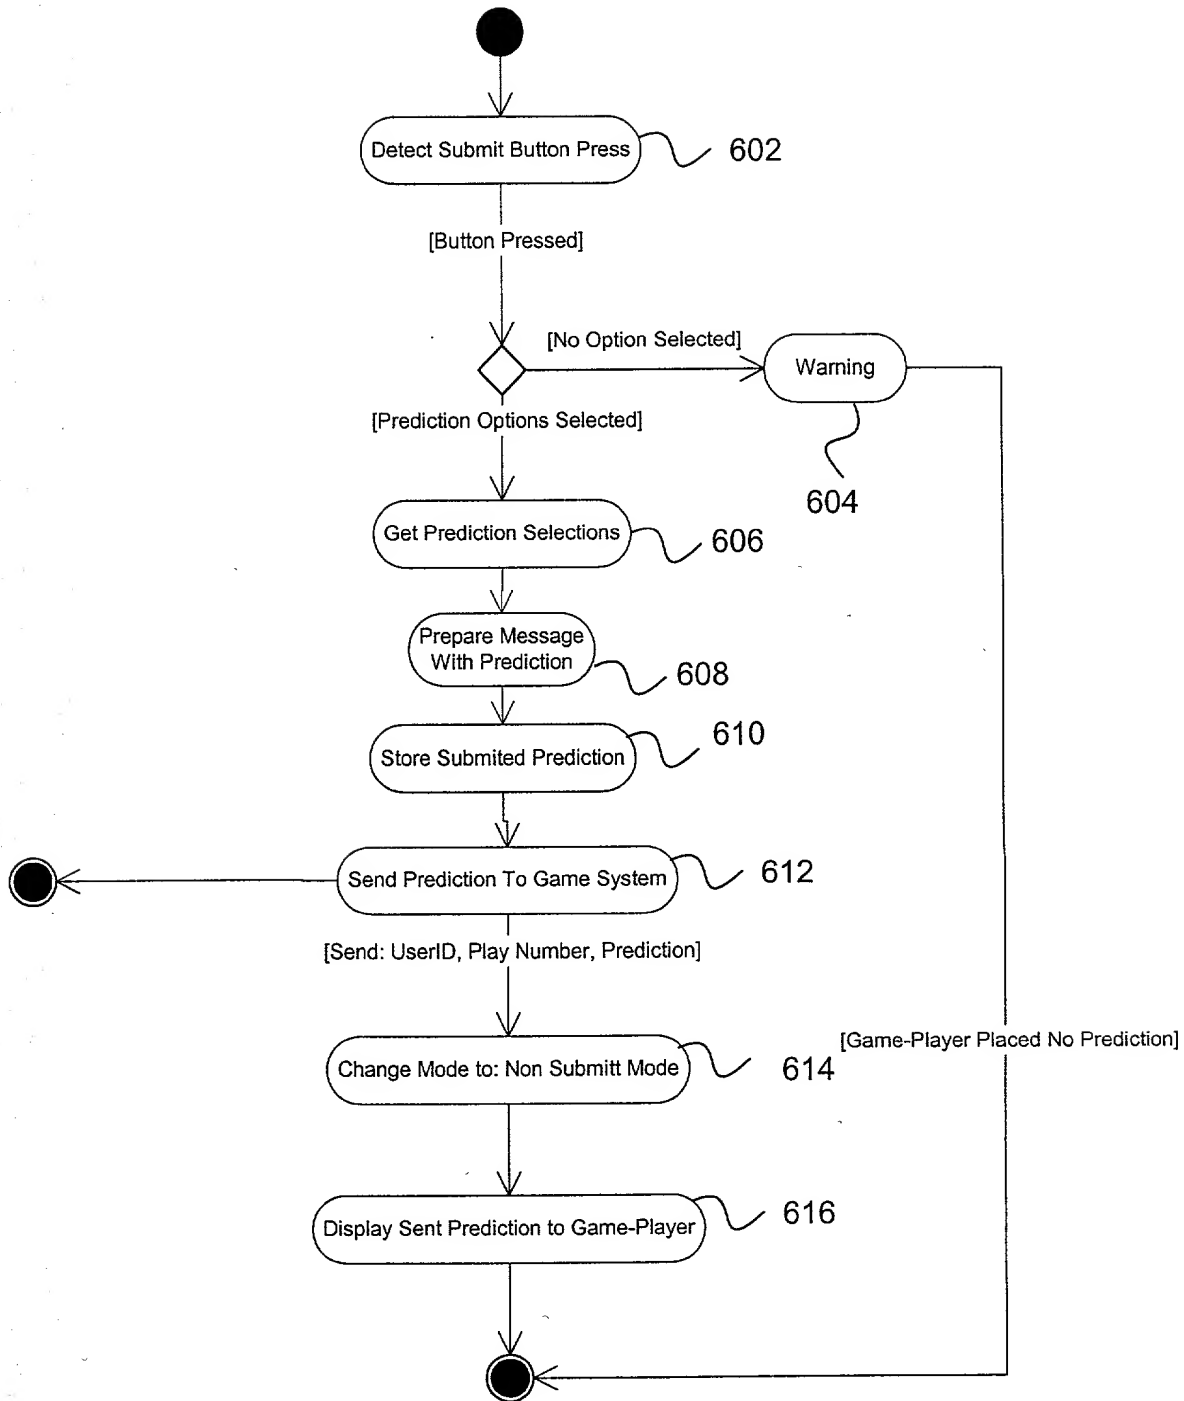 Detect Submit Button Press
602
[Button Pressed]
[No Option Selected]
Warning
604
[Prediction Options Selected]
Get Prediction Selections
606
Prepare Message
With Prediction
608
Store Submited Prediction
610
Send Prediction To Game System
612
[Send: UserID, Play Number, Prediction]
[Game-Player Placed No Prediction]
Change Mode to: Non Submitt Mode
614
Display Sent Prediction to Game-Player
616